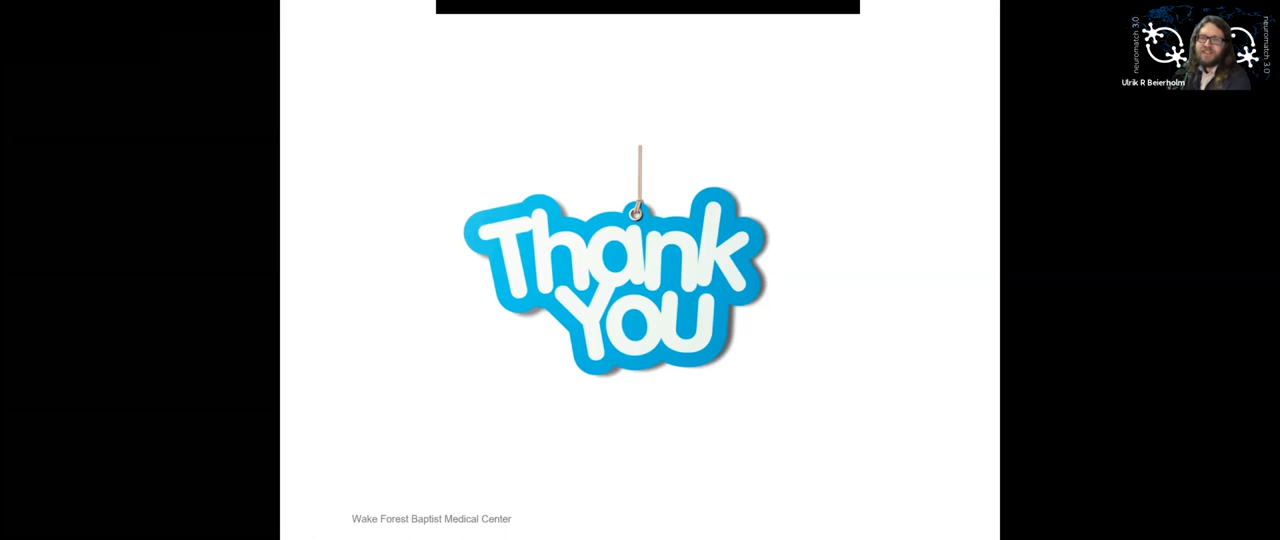 neuromatch 3.0
neuromatch 3.0
Ulrik R Beierholm
Thank
You
Wake Forest Baptist Medical Center